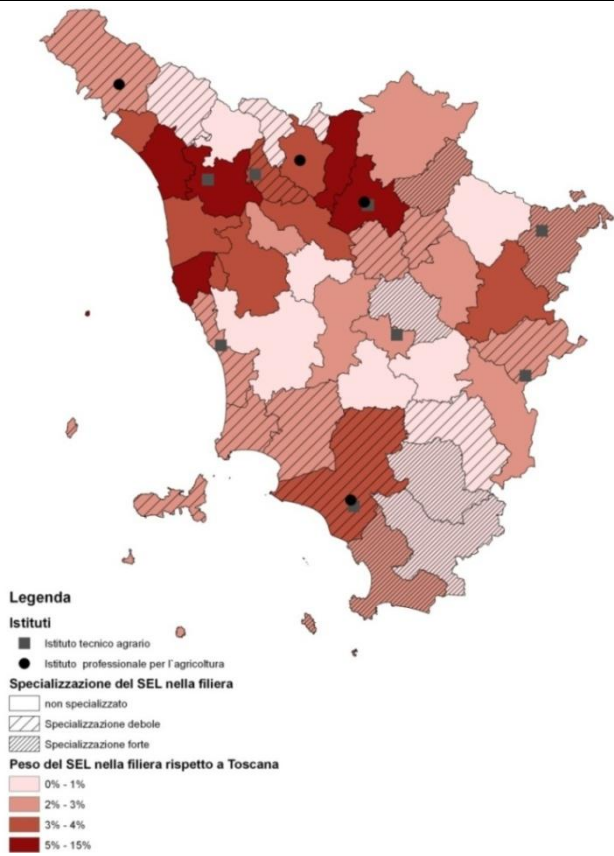 Legenda
Istituti
Istituto tecnico agrario
Istituto professionale per l`agricoltura
Specializzazione del SEL nella filiera
non specializzato
Specializzazione debole
Specializzazione forte
Peso del SEL nella filiera rispetto a Toscana
0% - 1%
2% - 3%
3% - 4%
5% - 15%